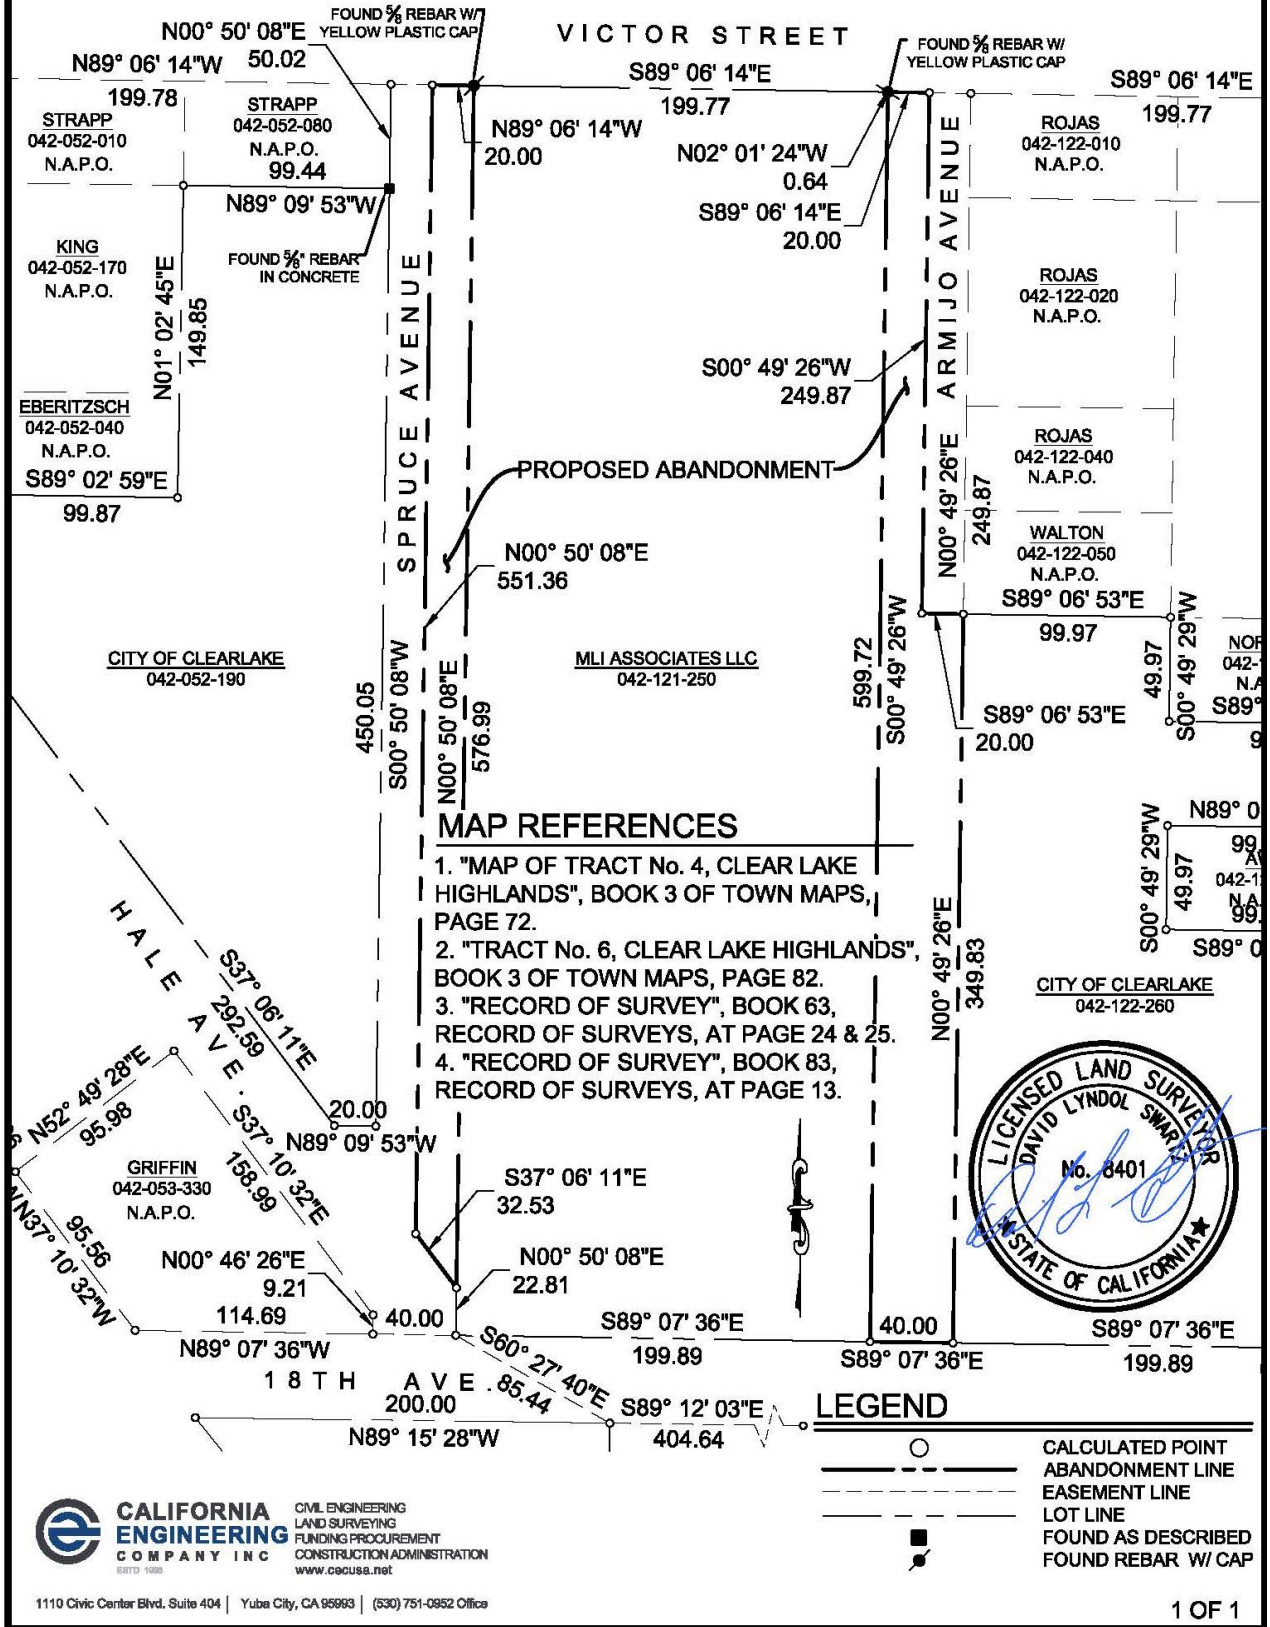 FOUND ⅝ REBAR W/
YELLOW PLASTIC CAP
N00° 50' 08"E
50.02
VICTOR STREET
FOUND ⅝ REBAR W/
YELLOW PLASTIC CAP
N89° 06' 14"W
199.78
S89° 06' 14"E
199.77
S89° 06' 14"E
199.77
STRAPP
042-052-010
N.A.P.O.
STRAPP
042-052-080
N.A.P.O.
99.44
N89° 09' 53"W
N89° 06' 14"W
20.00
N02° 01' 24"W
0.64
S89° 06' 14"E
20.00
ROJAS
042-122-010
N.A.P.O.
KING
042-052-170
N.A.P.O.
FOUND ⅝" REBAR
IN CONCRETE
N01° 02' 45"E
149.85
SPRUCE AVENUE
ARMIJO AVENUE
ROJAS
042-122-020
N.A.P.O.
S00° 49' 26"W
249.87
EBERITZSCH
042-052-040
N.A.P.O.
S89° 02' 59"E
99.87
PROPOSED ABANDONMENT
N00° 49' 26"E
249.87
ROJAS
042-122-040
N.A.P.O.
WALTON
042-122-050
N.A.P.O.
N00° 50' 08"E
551.36
S89° 06' 53"E
99.97
CITY OF CLEARLAKE
042-052-190
MLI ASSOCIATES LLC
042-121-250
450.05
S00° 50' 08"W
N00° 50' 08"E
576.99
599.72
S00° 49' 26"W
S89° 06' 53"E
20.00
49.97
S00° 49' 29"W
NOR
042-
N.A
S89°
9
MAP REFERENCES
1. "MAP OF TRACT No. 4, CLEAR LAKE
HIGHLANDS", BOOK 3 OF TOWN MAPS,
PAGE 72.
2. "TRACT No. 6, CLEAR LAKE HIGHLANDS",
BOOK 3 OF TOWN MAPS, PAGE 82.
3. "RECORD OF SURVEY", BOOK 63,
RECORD OF SURVEYS, AT PAGE 24 & 25.
4. "RECORD OF SURVEY", BOOK 83,
RECORD OF SURVEYS, AT PAGE 13.
N89° 0
99.
S00° 49' 29"W
49.97
042-1
N.A
99.
S89° 0
N00° 49' 26"E
349.83
CITY OF CLEARLAKE
042-122-260
HALE AVE.
S37° 06' 11"E
292.59
N52° 49' 28"E
95.98
20.00
N89° 09' 53"W
S37° 10' 32"E
158.99
GRIFFIN
042-053-330
N.A.P.O.
95.56
N37° 10' 32"W
S37° 06' 11"E
32.53
LICENSED LAND SURVEYOR
DAVID LYNDOL SWARTZ
No. 8401
STATE OF CALIFORNIA
N00° 46' 26"E
9.21
N00° 50' 08"E
22.81
114.69
N89° 07' 36"W
40.00
S89° 07' 36"E
199.89
40.00
S89° 07' 36"E
S89° 07' 36"E
199.89
18TH AVE.
S60° 27' 40"E
85.44
200.00
N89° 15' 28"W
S89° 12' 03"E
404.64
LEGEND
CALCULATED POINT
ABANDONMENT LINE
EASEMENT LINE
LOT LINE
FOUND AS DESCRIBED
FOUND REBAR W/ CAP
CALIFORNIA
ENGINEERING
COMPANY INC
ESTD 1986
CIVIL ENGINEERING
LAND SURVEYING
FUNDING PROCUREMENT
CONSTRUCTION ADMINISTRATION
www.cecusa.net
1110 Civic Center Blvd. Suite 404 | Yuba City, CA 95993 | (530) 751-0952 Office
1 OF 1